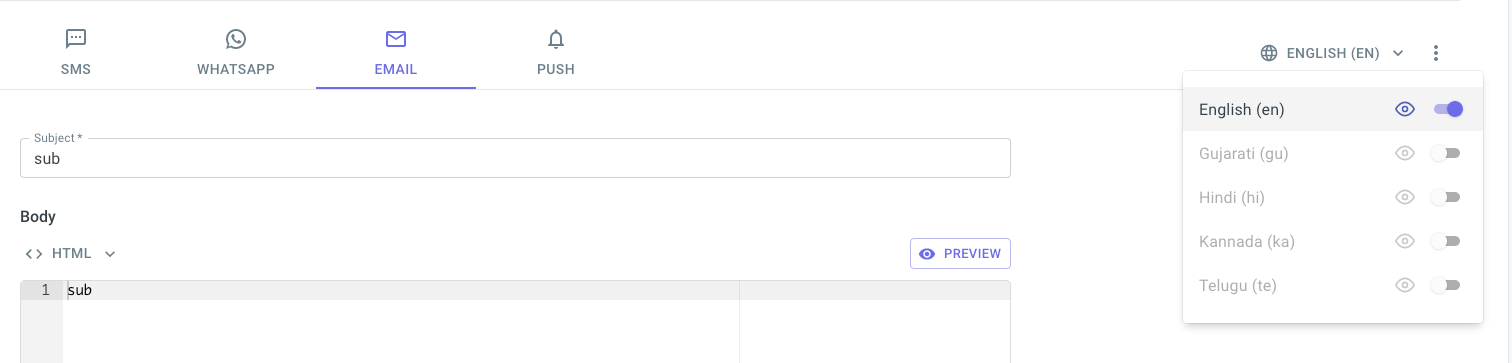 SMS
WHATSAPP
EMAIL
PUSH
ENGLISH (EN)
English (en)
Gujarati (gu)
Hindi (hi)
Kannada (ka)
Telugu (te)
Subject *
sub
Body
<> HTML
PREVIEW
1 sub